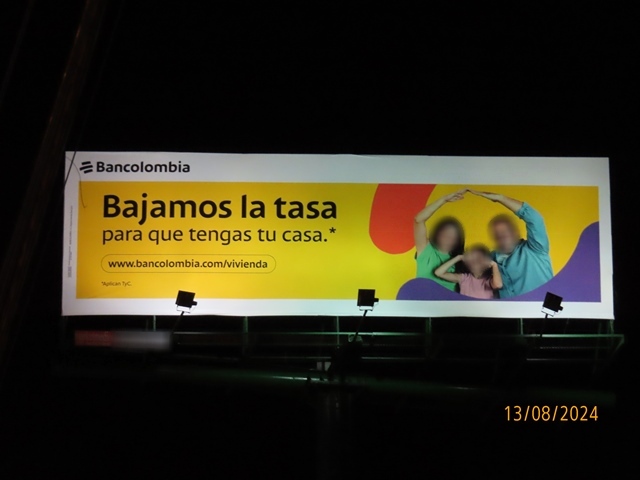 Bancolombia
Bajamos la tasa
para que tengas tu casa.*
www.bancolombia.com/vivienda
*Aplican TyC.
13/08/2024